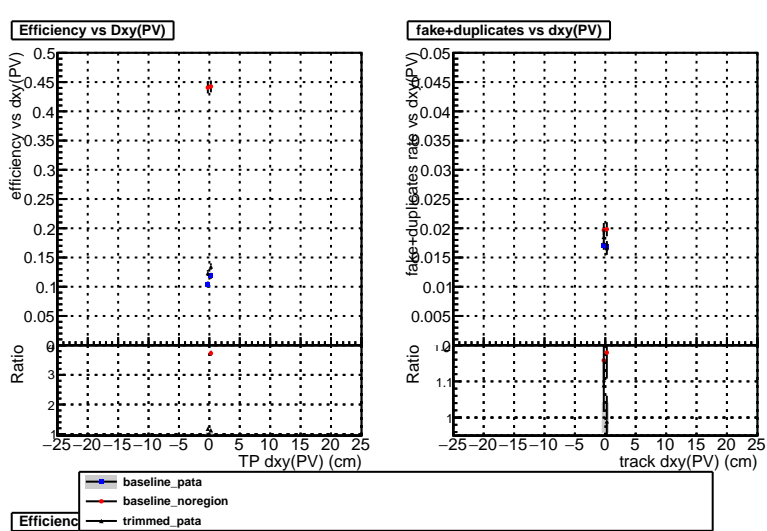 Efficiency vs Dxy(PV)
efficiency vs dxy(PV)
0.5
0.45
0.4
0.35
0.3
0.25
0.2
0.15
0.1
0.05
0
Ratio
3
2
1
−25 −20 −15 −10 −5 0 5 10 15 20 25
TP dxy(PV) (cm)
fake+duplicates vs dxy(PV)
fake+duplicates rate vs dxy(PV)
0.05
0.045
0.04
0.035
0.03
0.025
0.02
0.015
0.01
0.005
0
Ratio
1.1
1
−25 −20 −15 −10 −5 0 5 10 15 20 25
track dxy(PV) (cm)
baseline_pata
baseline_noregion
trimmed_pata
Efficienc